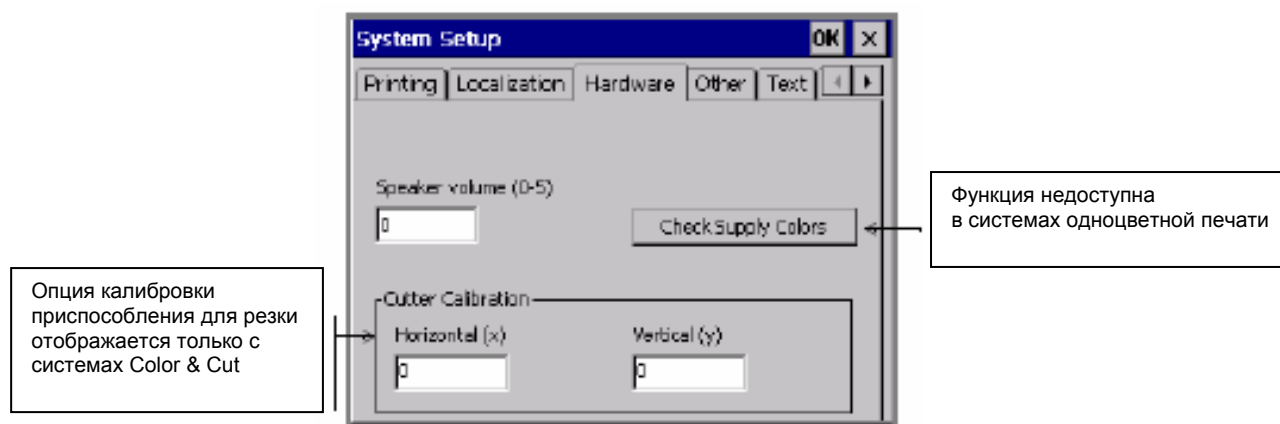 System Setup OK ×
Printing Localization Hardware Other Text
Speaker volume (0-5)
0
Check Supply Colors
Функция недоступна
в системах одноцветной печати
Опция калибровки
приспособления для резки
отображается только с
системах Color & Cut
Cutter Calibration
Horizontal (x) Vertical (y)
0 0